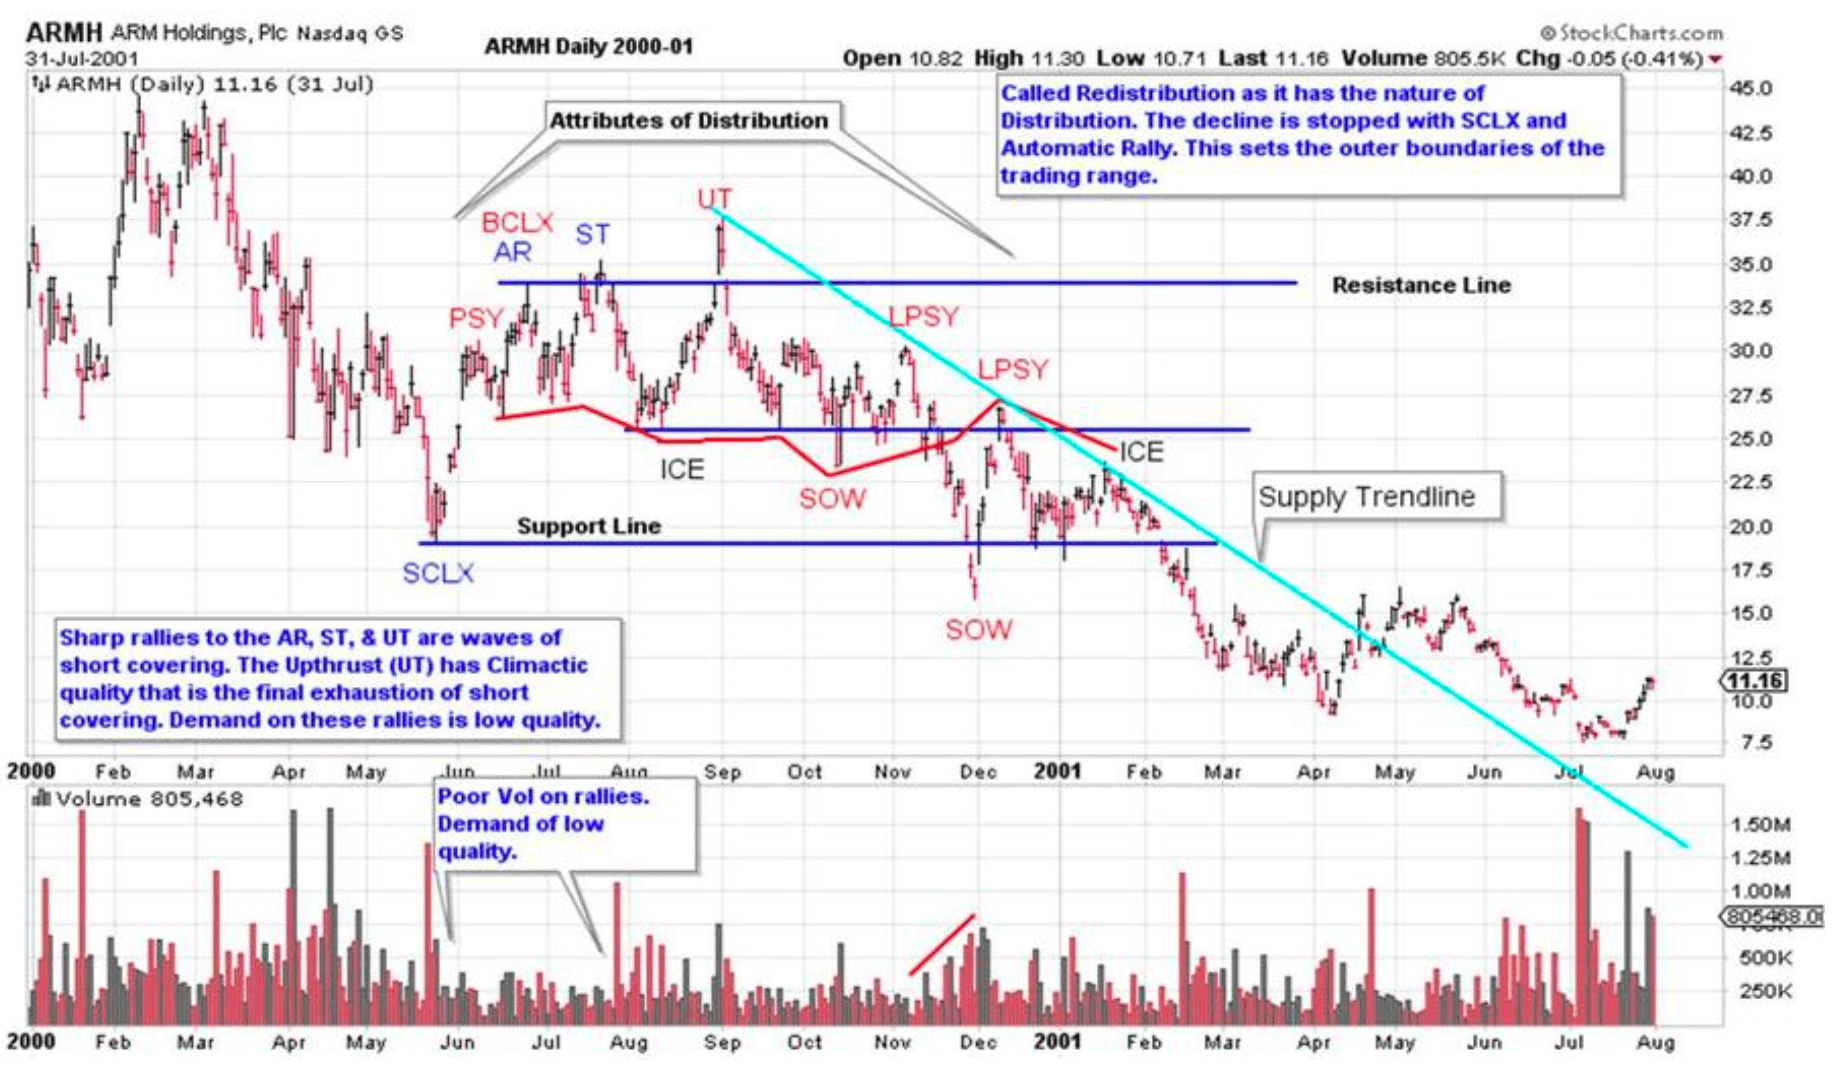 ARMH ARM Holdings, Plc Nasdaq GS
© StockCharts.com
31-Jul-2001
ARMH Daily 2000-01
Open 10.82 High 11.30 Low 10.71 Last 11.16 Volume 805.5K Chg -0.05 (-0.41%)
ARMH (Daily) 11.16 (31 Jul)
Attributes of Distribution
Called Redistribution as it has the nature of
Distribution. The decline is stopped with SCLX and
Automatic Rally. This sets the outer boundaries of the
trading range.
UT
BCLX
AR
ST
Resistance Line
PSY
LPSY
LPSY
ICE
ICE
SOW
Supply Trendline
Support Line
SCLX
SOW
Sharp rallies to the AR, ST, & UT are waves of
short covering. The Upthrust (UT) has Climactic
quality that is the final exhaustion of short
covering. Demand on these rallies is low quality.
45.0
42.5
40.0
37.5
35.0
32.5
30.0
27.5
25.0
22.5
20.0
17.5
15.0
12.5
11.16
10.0
7.5
2000 Feb Mar Apr May Jun Jul Aug Sep Oct Nov Dec 2001 Feb Mar Apr May Jun Jul Aug
Volume 805,468
Poor Vol on rallies.
Demand of low
quality.
1.50M
1.25M
1.00M
805468.0
500K
250K
2000 Feb Mar Apr May Jun Jul Aug Sep Oct Nov Dec 2001 Feb Mar Apr May Jun Jul Aug